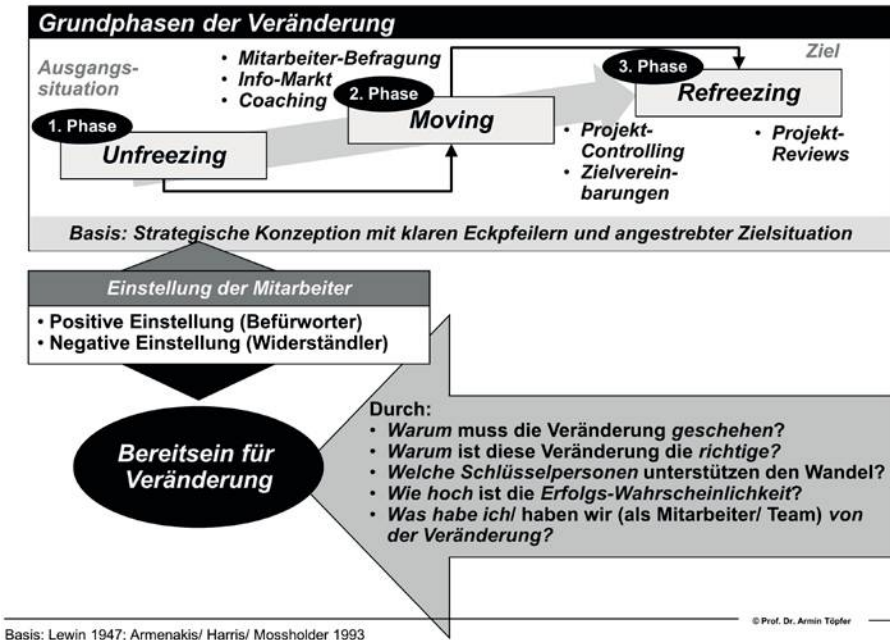 Grundphasen der Veränderung
Ausgangs-
situation
• Mitarbeiter-Befragung
• Info-Markt
• Coaching
Ziel
1. Phase
Unfreezing
2. Phase
Moving
3. Phase
Refreezing
• Projekt-
Controlling
• Zielverein-
barungen
• Projekt-
Reviews
Basis: Strategische Konzeption mit klaren Eckpfeilern und angestrebter Zielsituation
Einstellung der Mitarbeiter
• Positive Einstellung (Befürworter)
• Negative Einstellung (Widerständler)
Bereitsein für
Veränderung
Durch:
• Warum muss die Veränderung geschehen?
• Warum ist diese Veränderung die richtige?
• Welche Schlüsselpersonen unterstützen den Wandel?
• Wie hoch ist die Erfolgs-Wahrscheinlichkeit?
• Was habe ich/ haben wir (als Mitarbeiter/ Team) von
der Veränderung?
© Prof. Dr. Armin Töpfer
Basis: Lewin 1947; Armenakis/ Harris/ Mossholder 1993